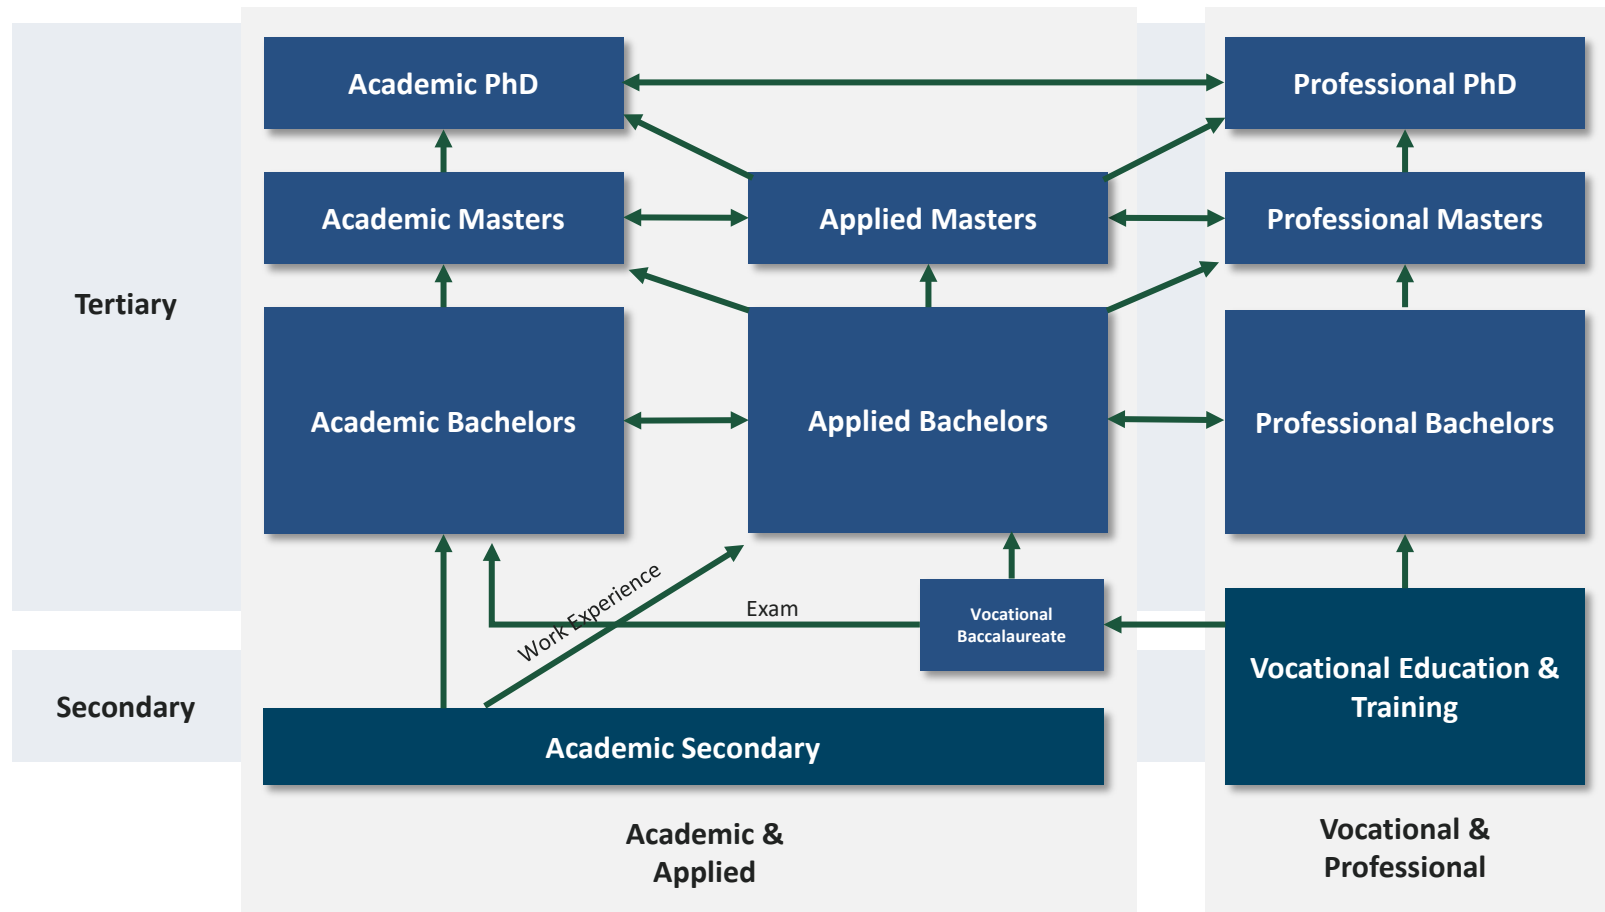 Academic PhD
Professional PhD
Academic Masters
Applied Masters
Professional Masters
Tertiary
Academic Bachelors
Applied Bachelors
Professional Bachelors
Work Experience
Exam
Vocational
Baccalaureate
Vocational Education &
Training
Secondary
Academic Secondary
Academic &
Applied
Vocational &
Professional